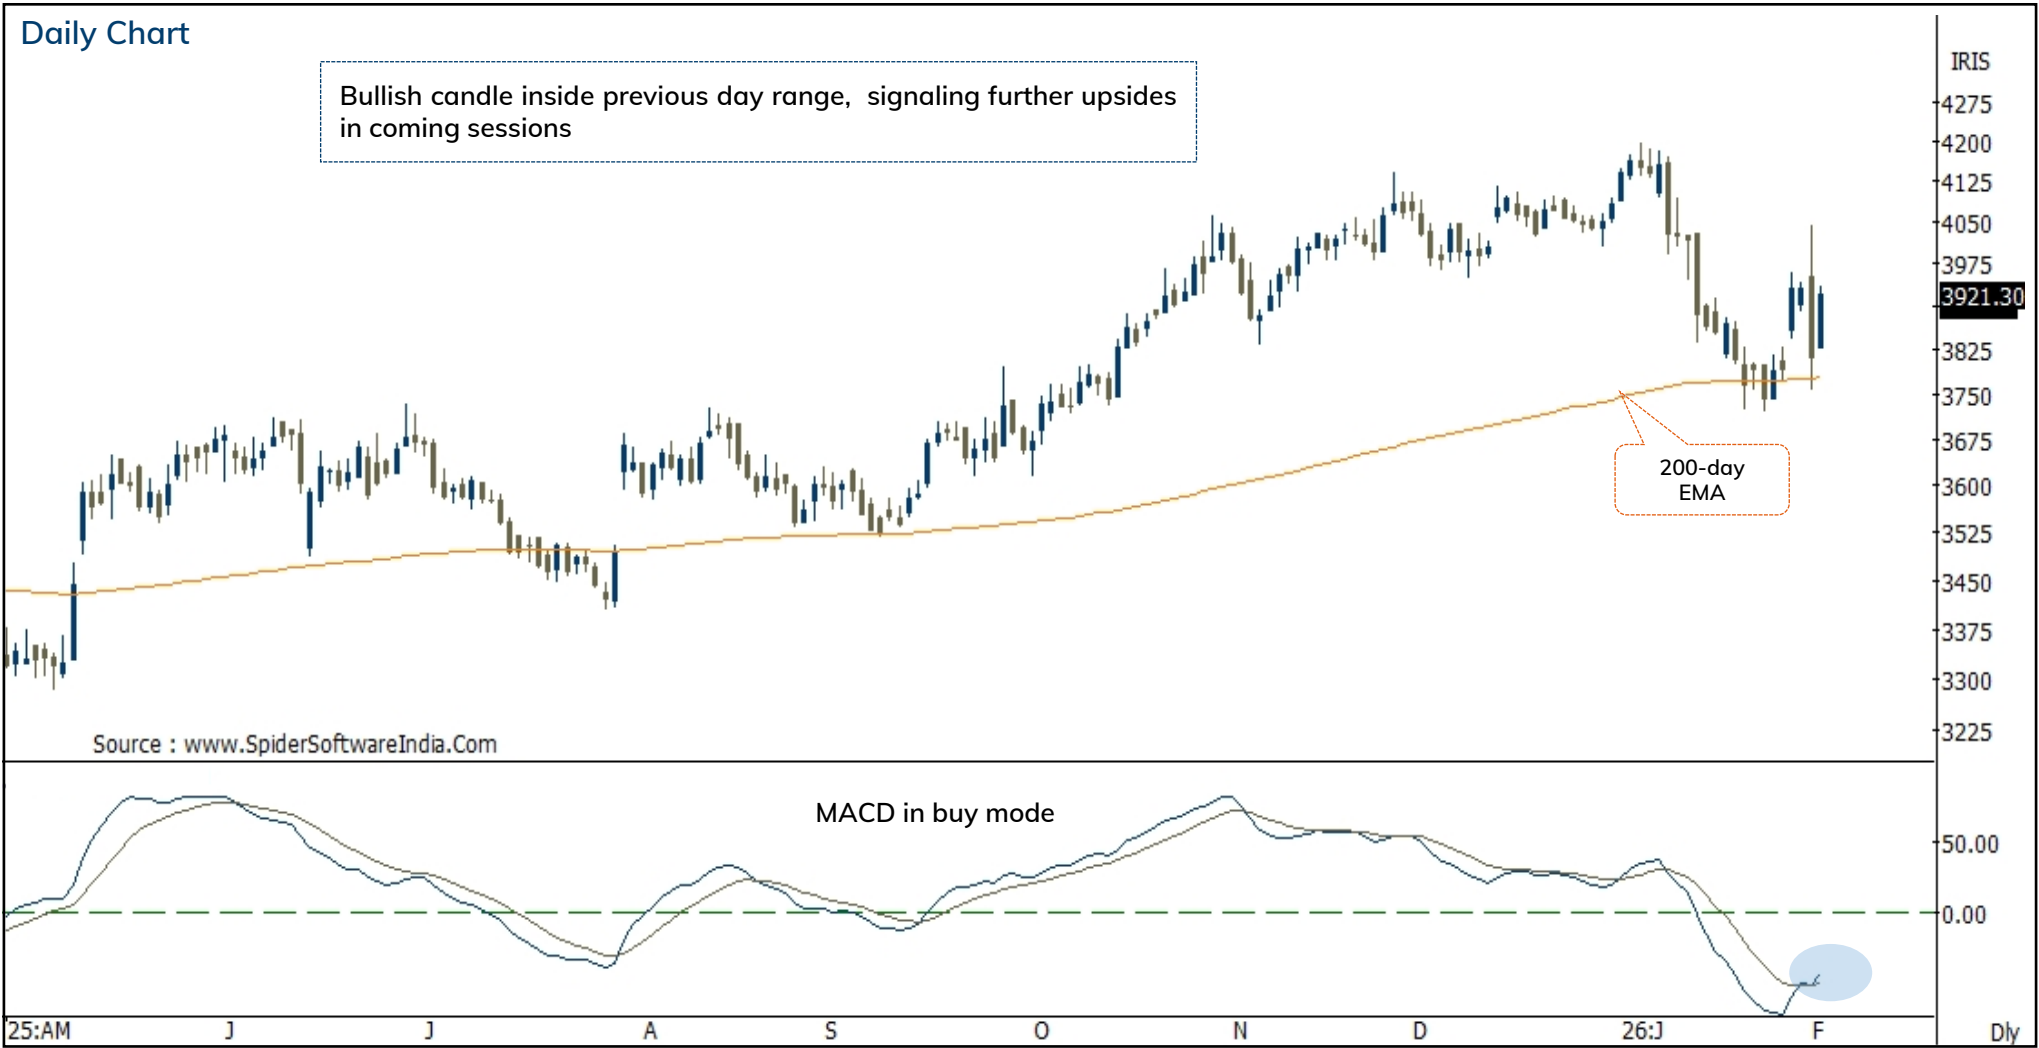 Daily Chart
Bullish candle inside previous day range,  signaling further upsides
in coming sessions
IRIS
4275
4200
4125
4050
3975
3921.30
3825
3750
3675
3600
3525
3450
3375
3300
3225
200-day
EMA
Source : www.SpiderSoftwareIndia.Com
MACD in buy mode
50.00
0.00
25:AM J J A S O N D 26:J F Dly